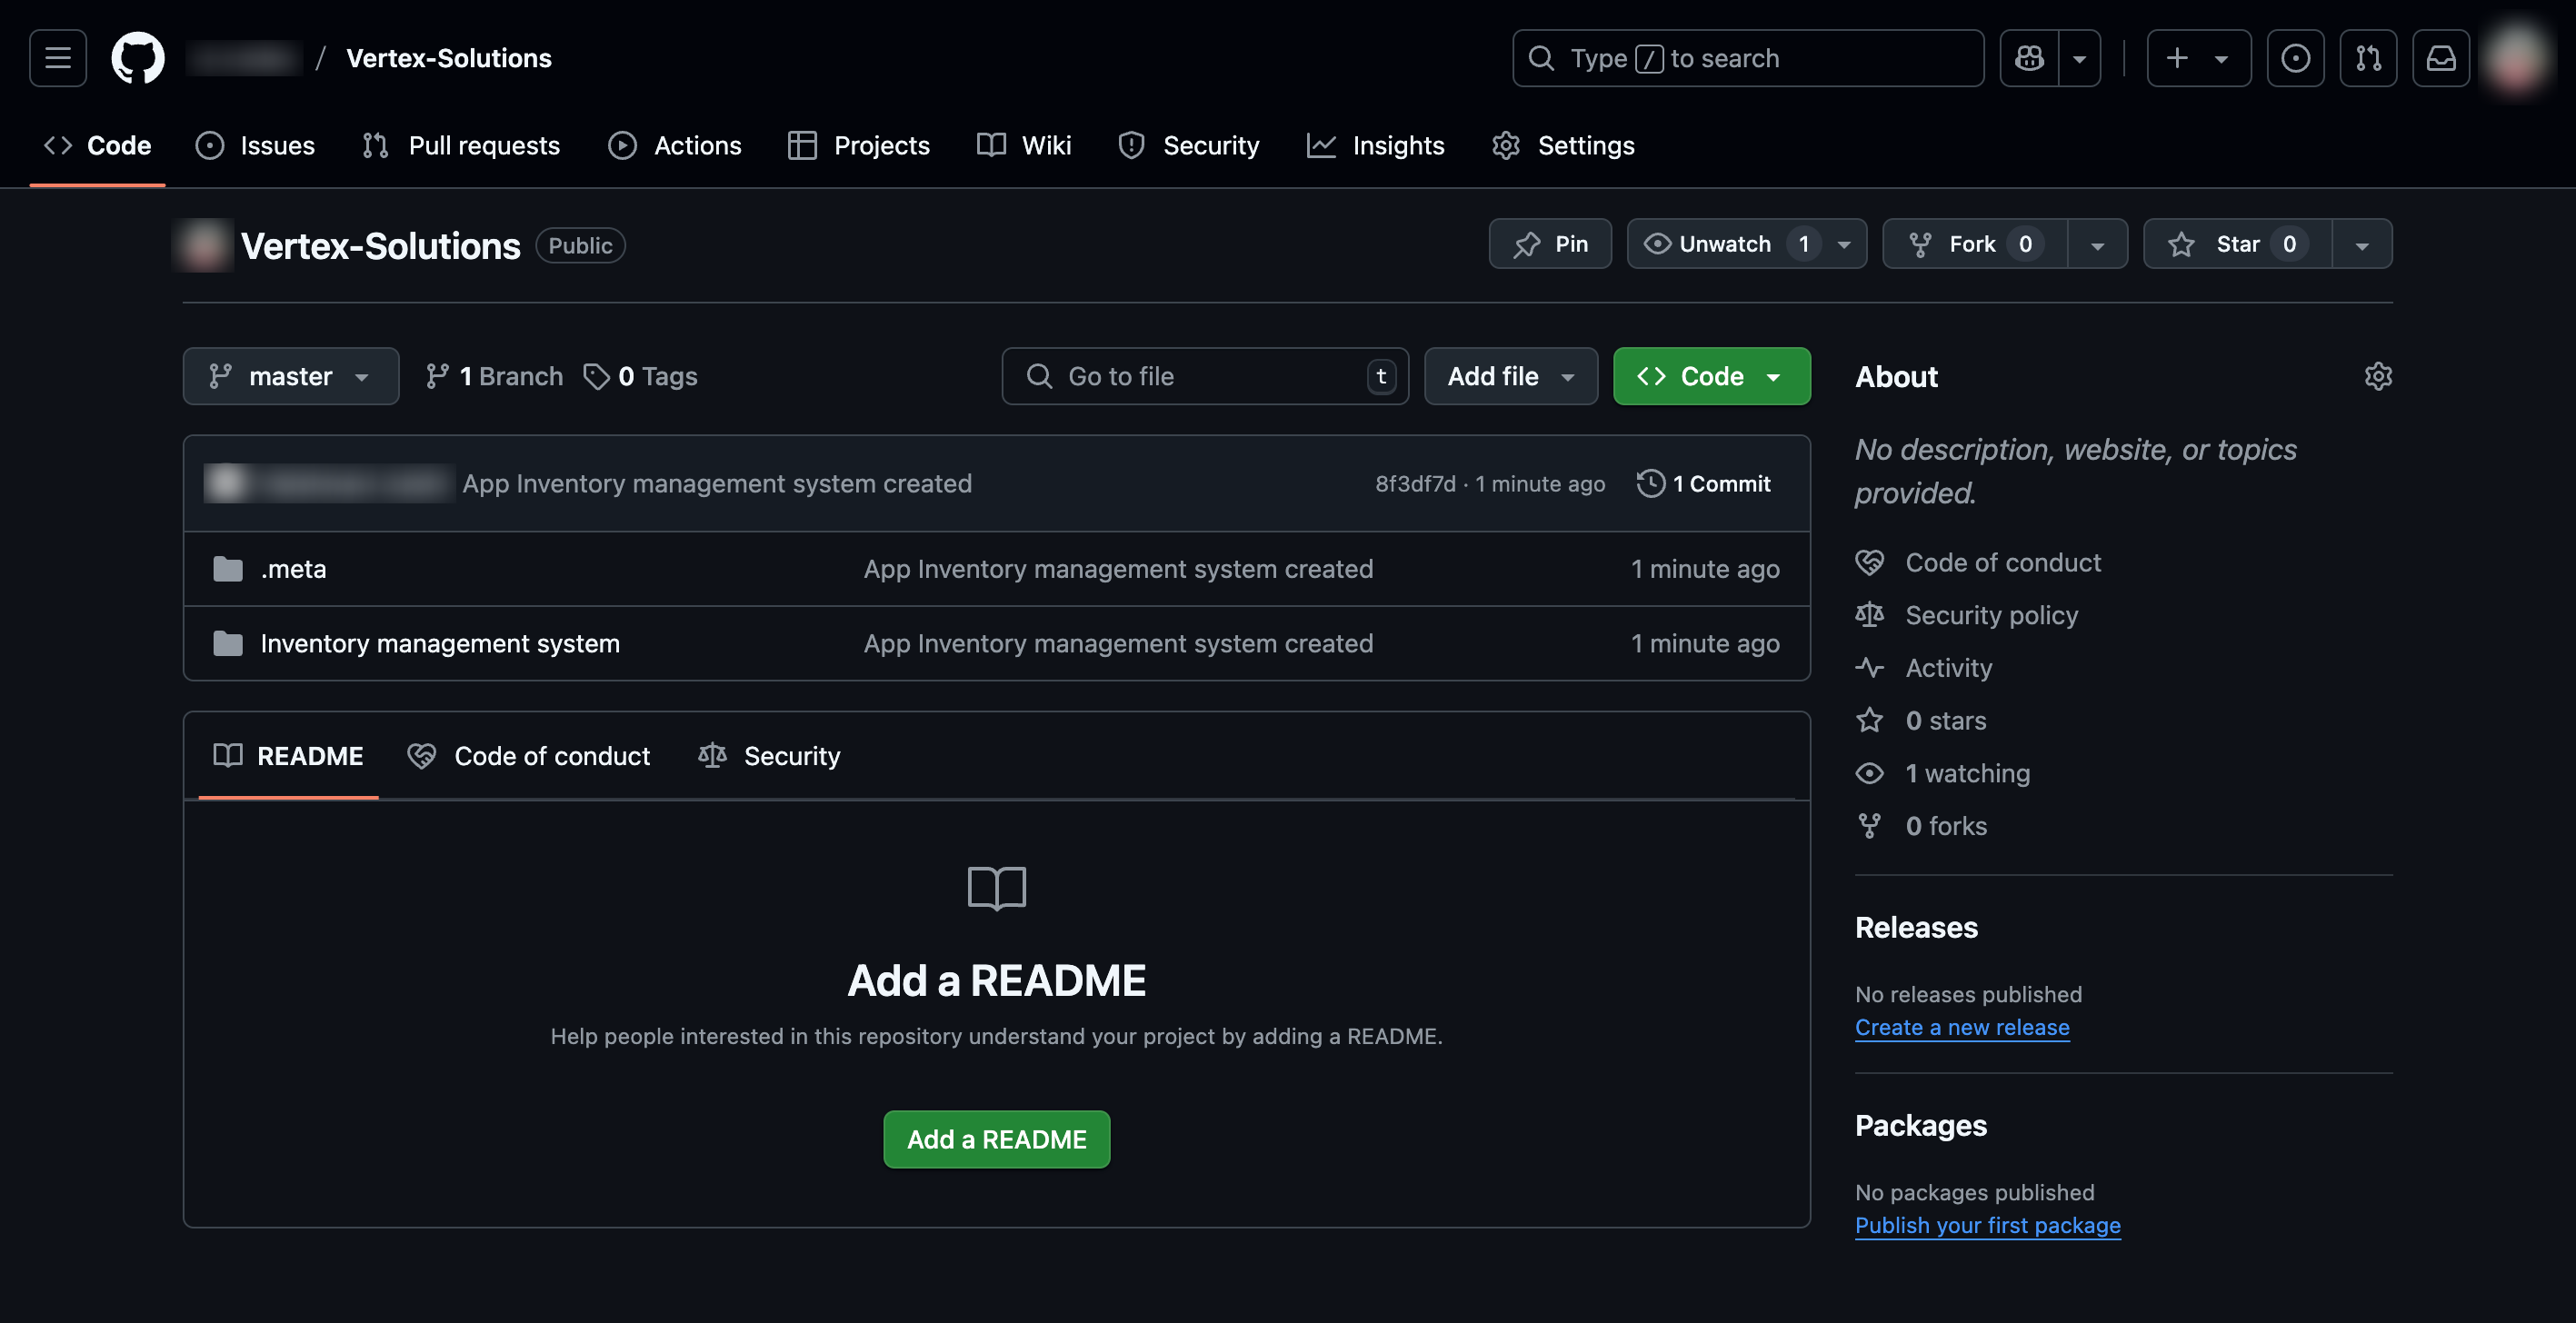 / Vertex-Solutions
Type / to search
Code Issues Pull requests Actions Projects Wiki Security Insights Settings
Vertex-Solutions Public
Pin Unwatch 1 Fork 0 Star 0
master 1 Branch 0 Tags Go to file t Add file Code
App Inventory management system created 8f3df7d · 1 minute ago 1 Commit
.meta App Inventory management system created 1 minute ago
Inventory management system App Inventory management system created 1 minute ago
README Code of conduct Security
Add a README
Help people interested in this repository understand your project by adding a README.
Add a README
About
No description, website, or topics
provided.
Code of conduct
Security policy
Activity
0 stars
1 watching
0 forks
Releases
No releases published
Create a new release
Packages
No packages published
Publish your first package